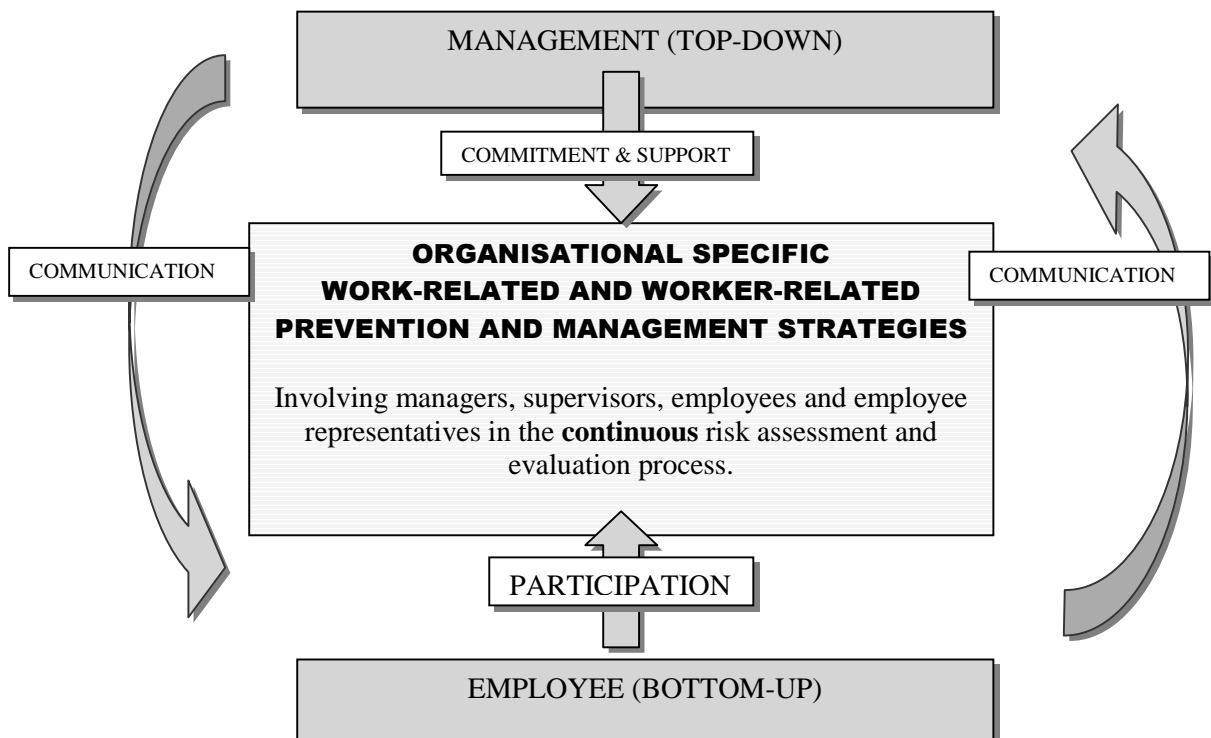 MANAGEMENT (TOP-DOWN)
COMMITMENT & SUPPORT
COMMUNICATION
ORGANISATIONAL SPECIFIC
WORK-RELATED AND WORKER-RELATED
PREVENTION AND MANAGEMENT STRATEGIES
Involving managers, supervisors, employees and employee
representatives in the continuous risk assessment and
evaluation process.
COMMUNICATION
PARTICIPATION
EMPLOYEE (BOTTOM-UP)